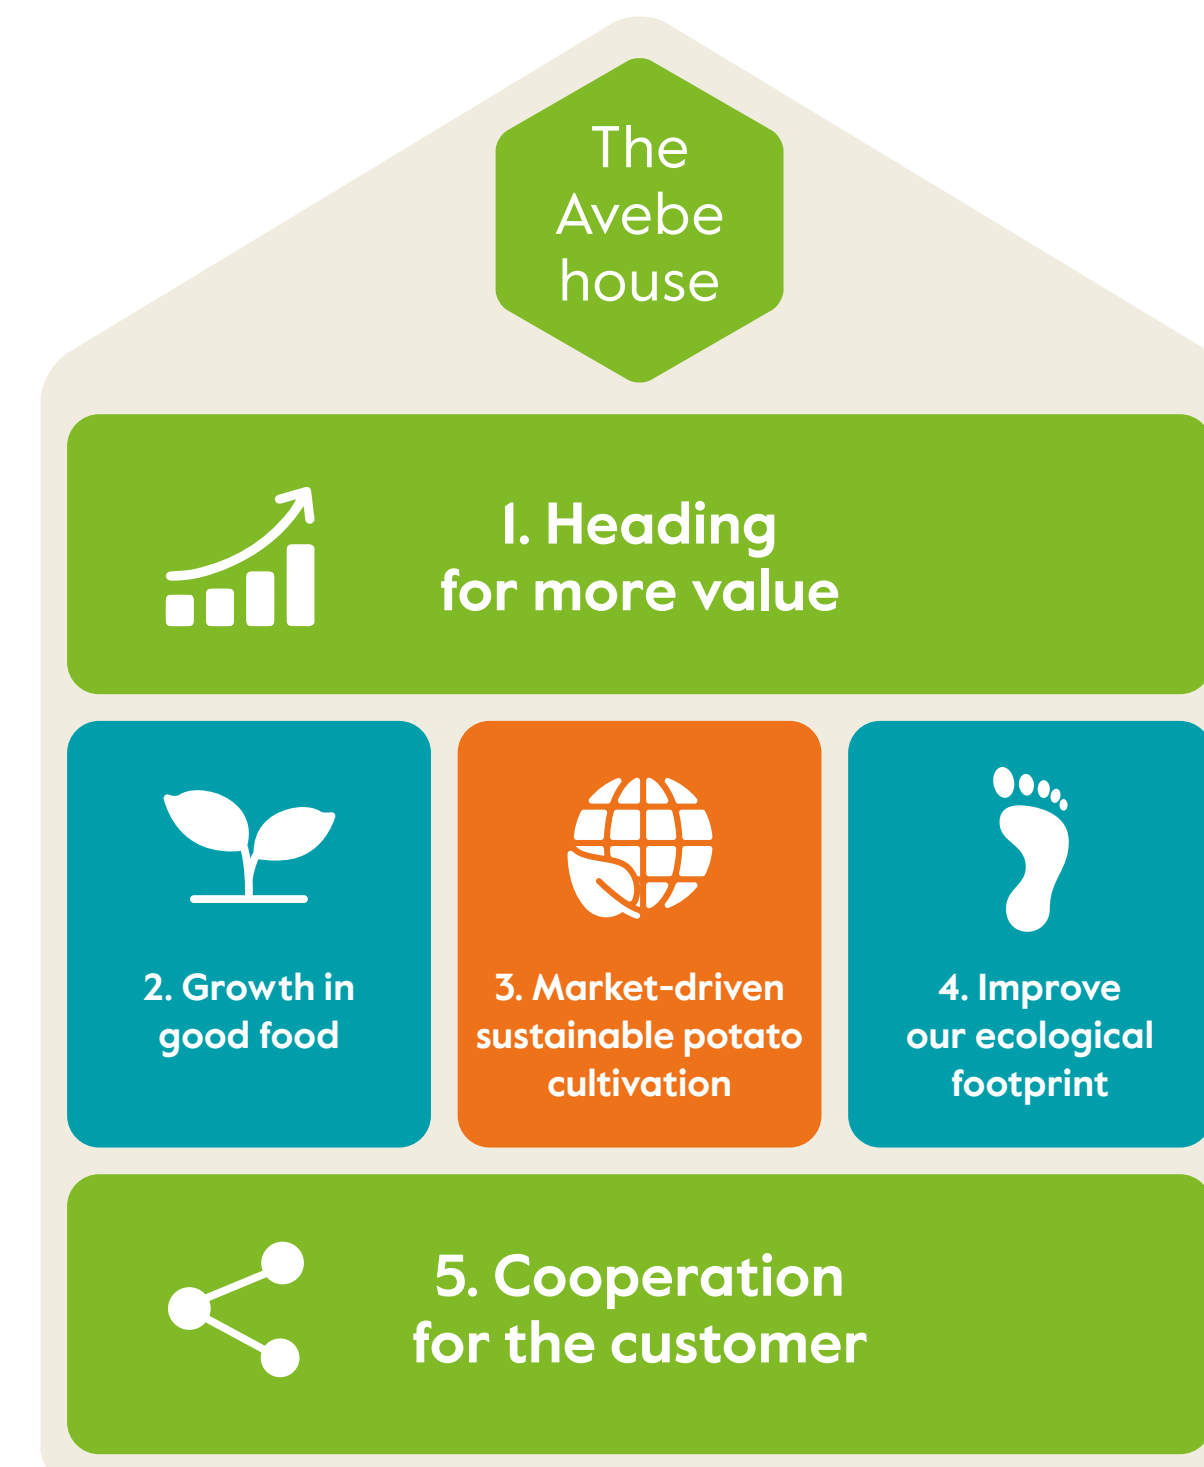 The
Avebe
house
1. Heading
for more value
2. Growth in
good food
3. Market-driven
sustainable potato
cultivation
4. Improve
our ecological
footprint
5. Cooperation
for the customer